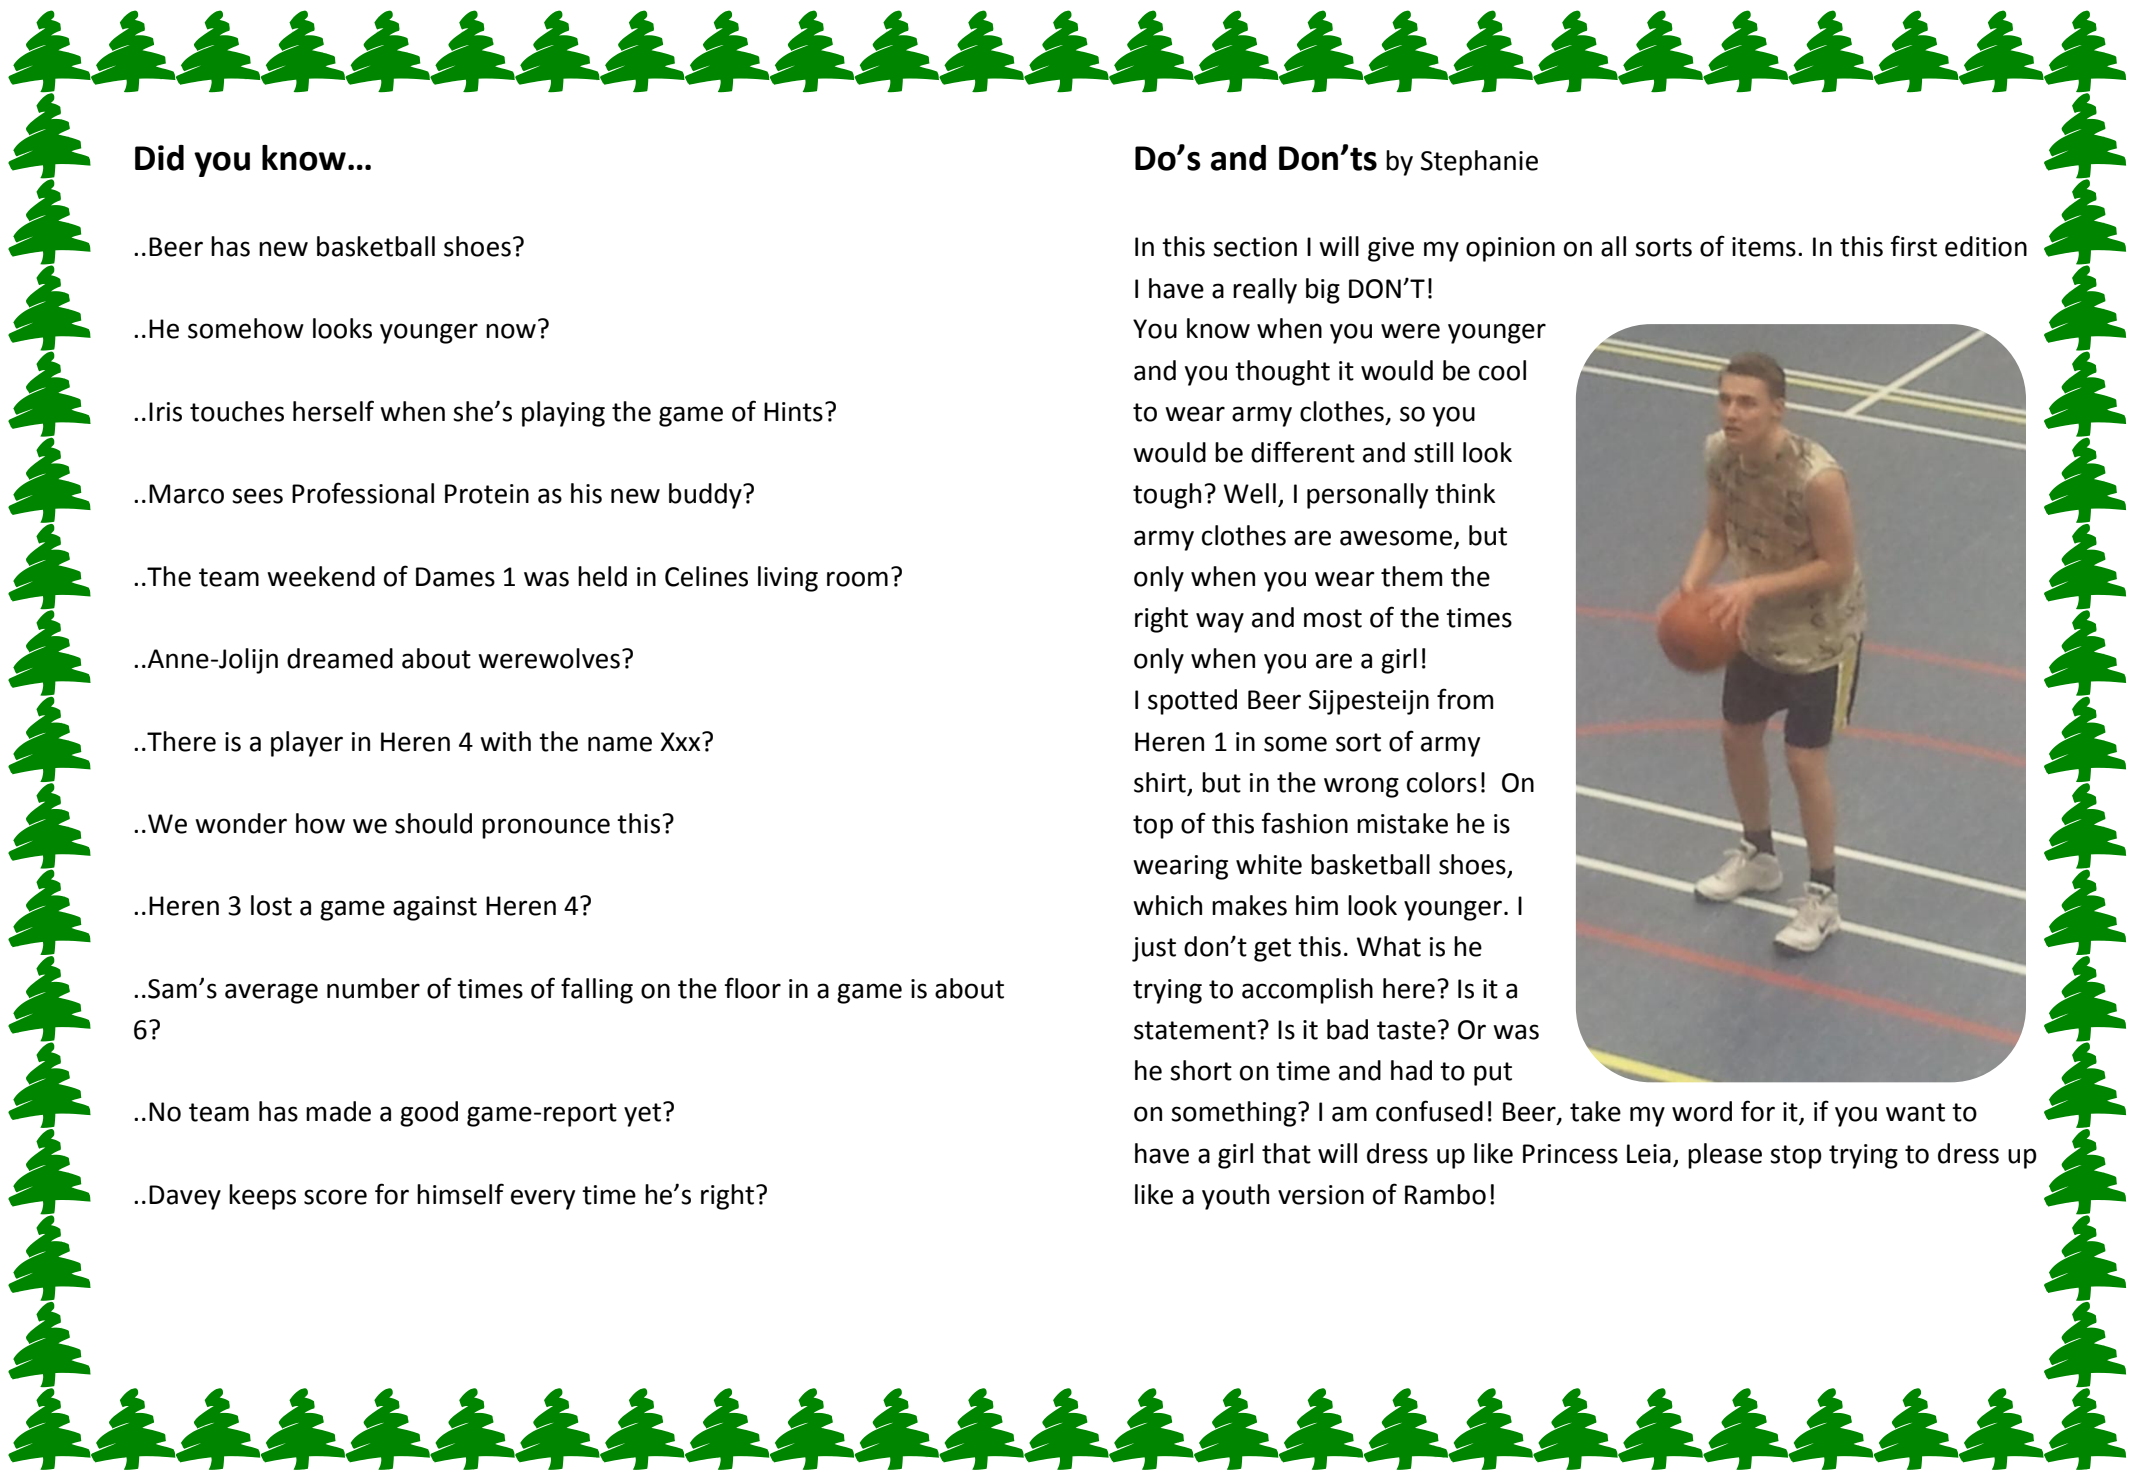 Did you know…
..Beer has new basketball shoes?
..He somehow looks younger now?
..Iris touches herself when she’s playing the game of Hints?
..Marco sees Professional Protein as his new buddy?
..The team weekend of Dames 1 was held in Celines living room?
..Anne-Jolijn dreamed about werewolves?
..There is a player in Heren 4 with the name Xxx?
..We wonder how we should pronounce this?
..Heren 3 lost a game against Heren 4?
..Sam’s average number of times of falling on the floor in a game is about
6?
..No team has made a good game-report yet?
..Davey keeps score for himself every time he’s right?
Do’s and Don’ts by Stephanie
In this section I will give my opinion on all sorts of items. In this first edition
I have a really big DON’T!
You know when you were younger
and you thought it would be cool
to wear army clothes, so you
would be different and still look
tough? Well, I personally think
army clothes are awesome, but
only when you wear them the
right way and most of the times
only when you are a girl!
I spotted Beer Sijpesteijn from
Heren 1 in some sort of army
shirt, but in the wrong colors!  On
top of this fashion mistake he is
wearing white basketball shoes,
which makes him look younger. I
just don’t get this. What is he
trying to accomplish here? Is it a
statement? Is it bad taste? Or was
he short on time and had to put
on something? I am confused! Beer, take my word for it, if you want to
have a girl that will dress up like Princess Leia, please stop trying to dress up
like a youth version of Rambo!